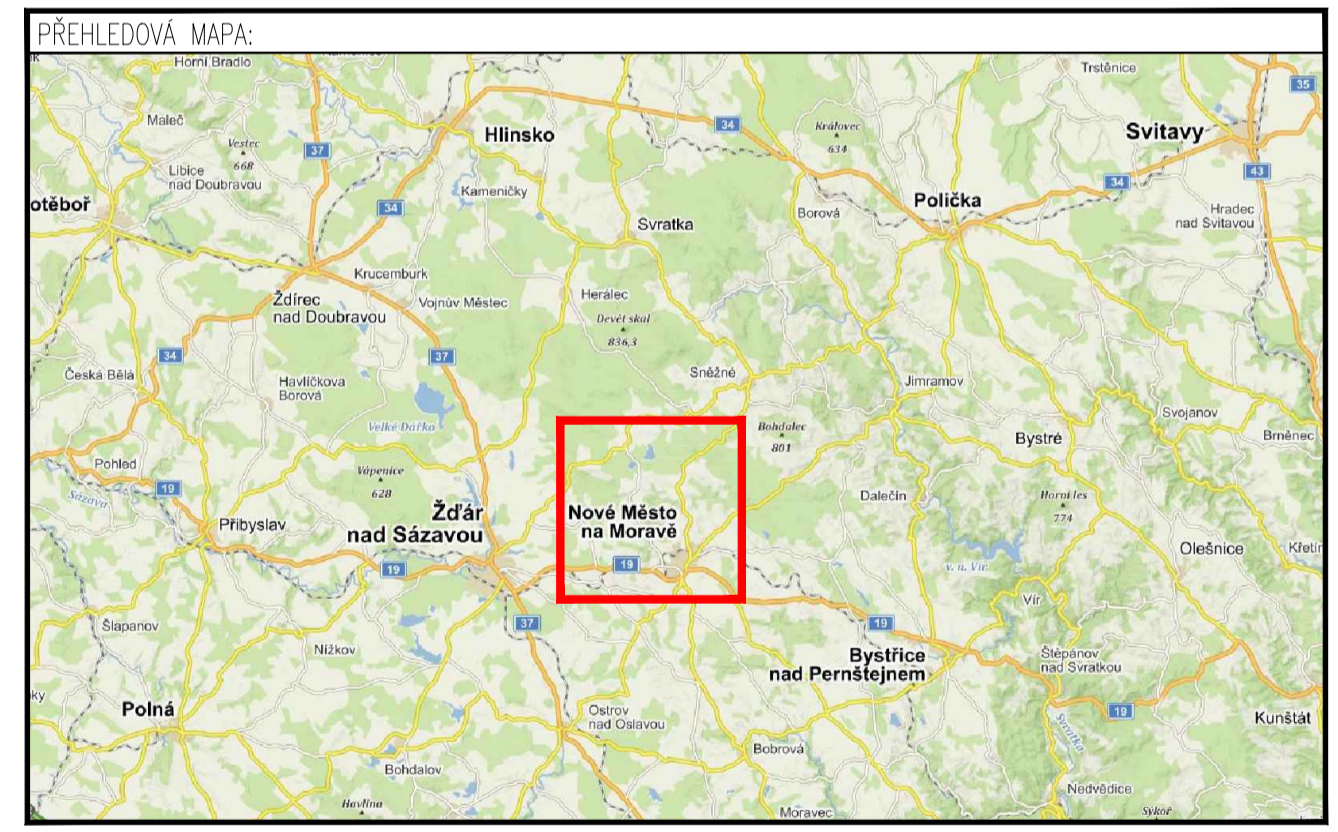 PŘEHLEDOVÁ MAPA:
Horní Bradlo
Trstěnice
35
Maleč
Vestec
668
37
Hlinsko
34
Královec
634
Svitavy
Libice
nad Doubravou
Kameničky
34
43
otěboř
34
Svratka
Borová
Polička
Hradec
nad Svitavou
Krucemburk
Ždírec
nad Doubravou
Vojnův Městec
Herálec
Devět skal
836,3
34
37
Česká Bělá
Havlíčkova
Borová
Sněžné
Jimramov
Velké Dářko
Svojanov
Bohdalec
801
Bystré
Brněnec
Pohled
Sázava
19
Vápenice
628
Přibyslav
Žďár
nad Sázavou
Nové Město
na Moravě
Dalečín
Horní les
774
Olešnice
Křetín
19
19
v. n. Vír
Vír
Šlapanov
Nížkov
37
19
Bystřice
nad Pernštejnem
Štěpánov
nad Svratkou
ky
Polná
Ostrov
nad Oslavou
19
Kunštát
Svratka
Bobrová
Bohdalov
Nedvědice
Havlina
Moravec
Sýkoř